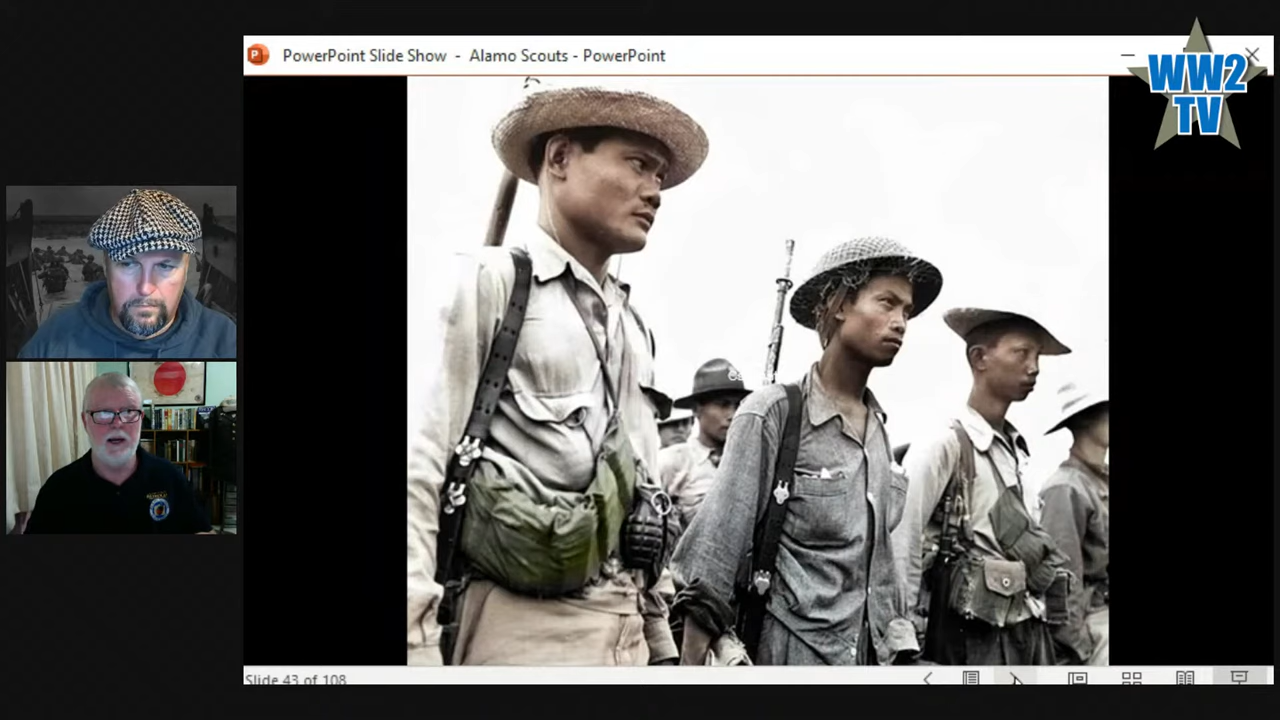 PowerPoint Slide Show - Alamo Scouts - PowerPoint
WW2
TV
Slide 43 of 108